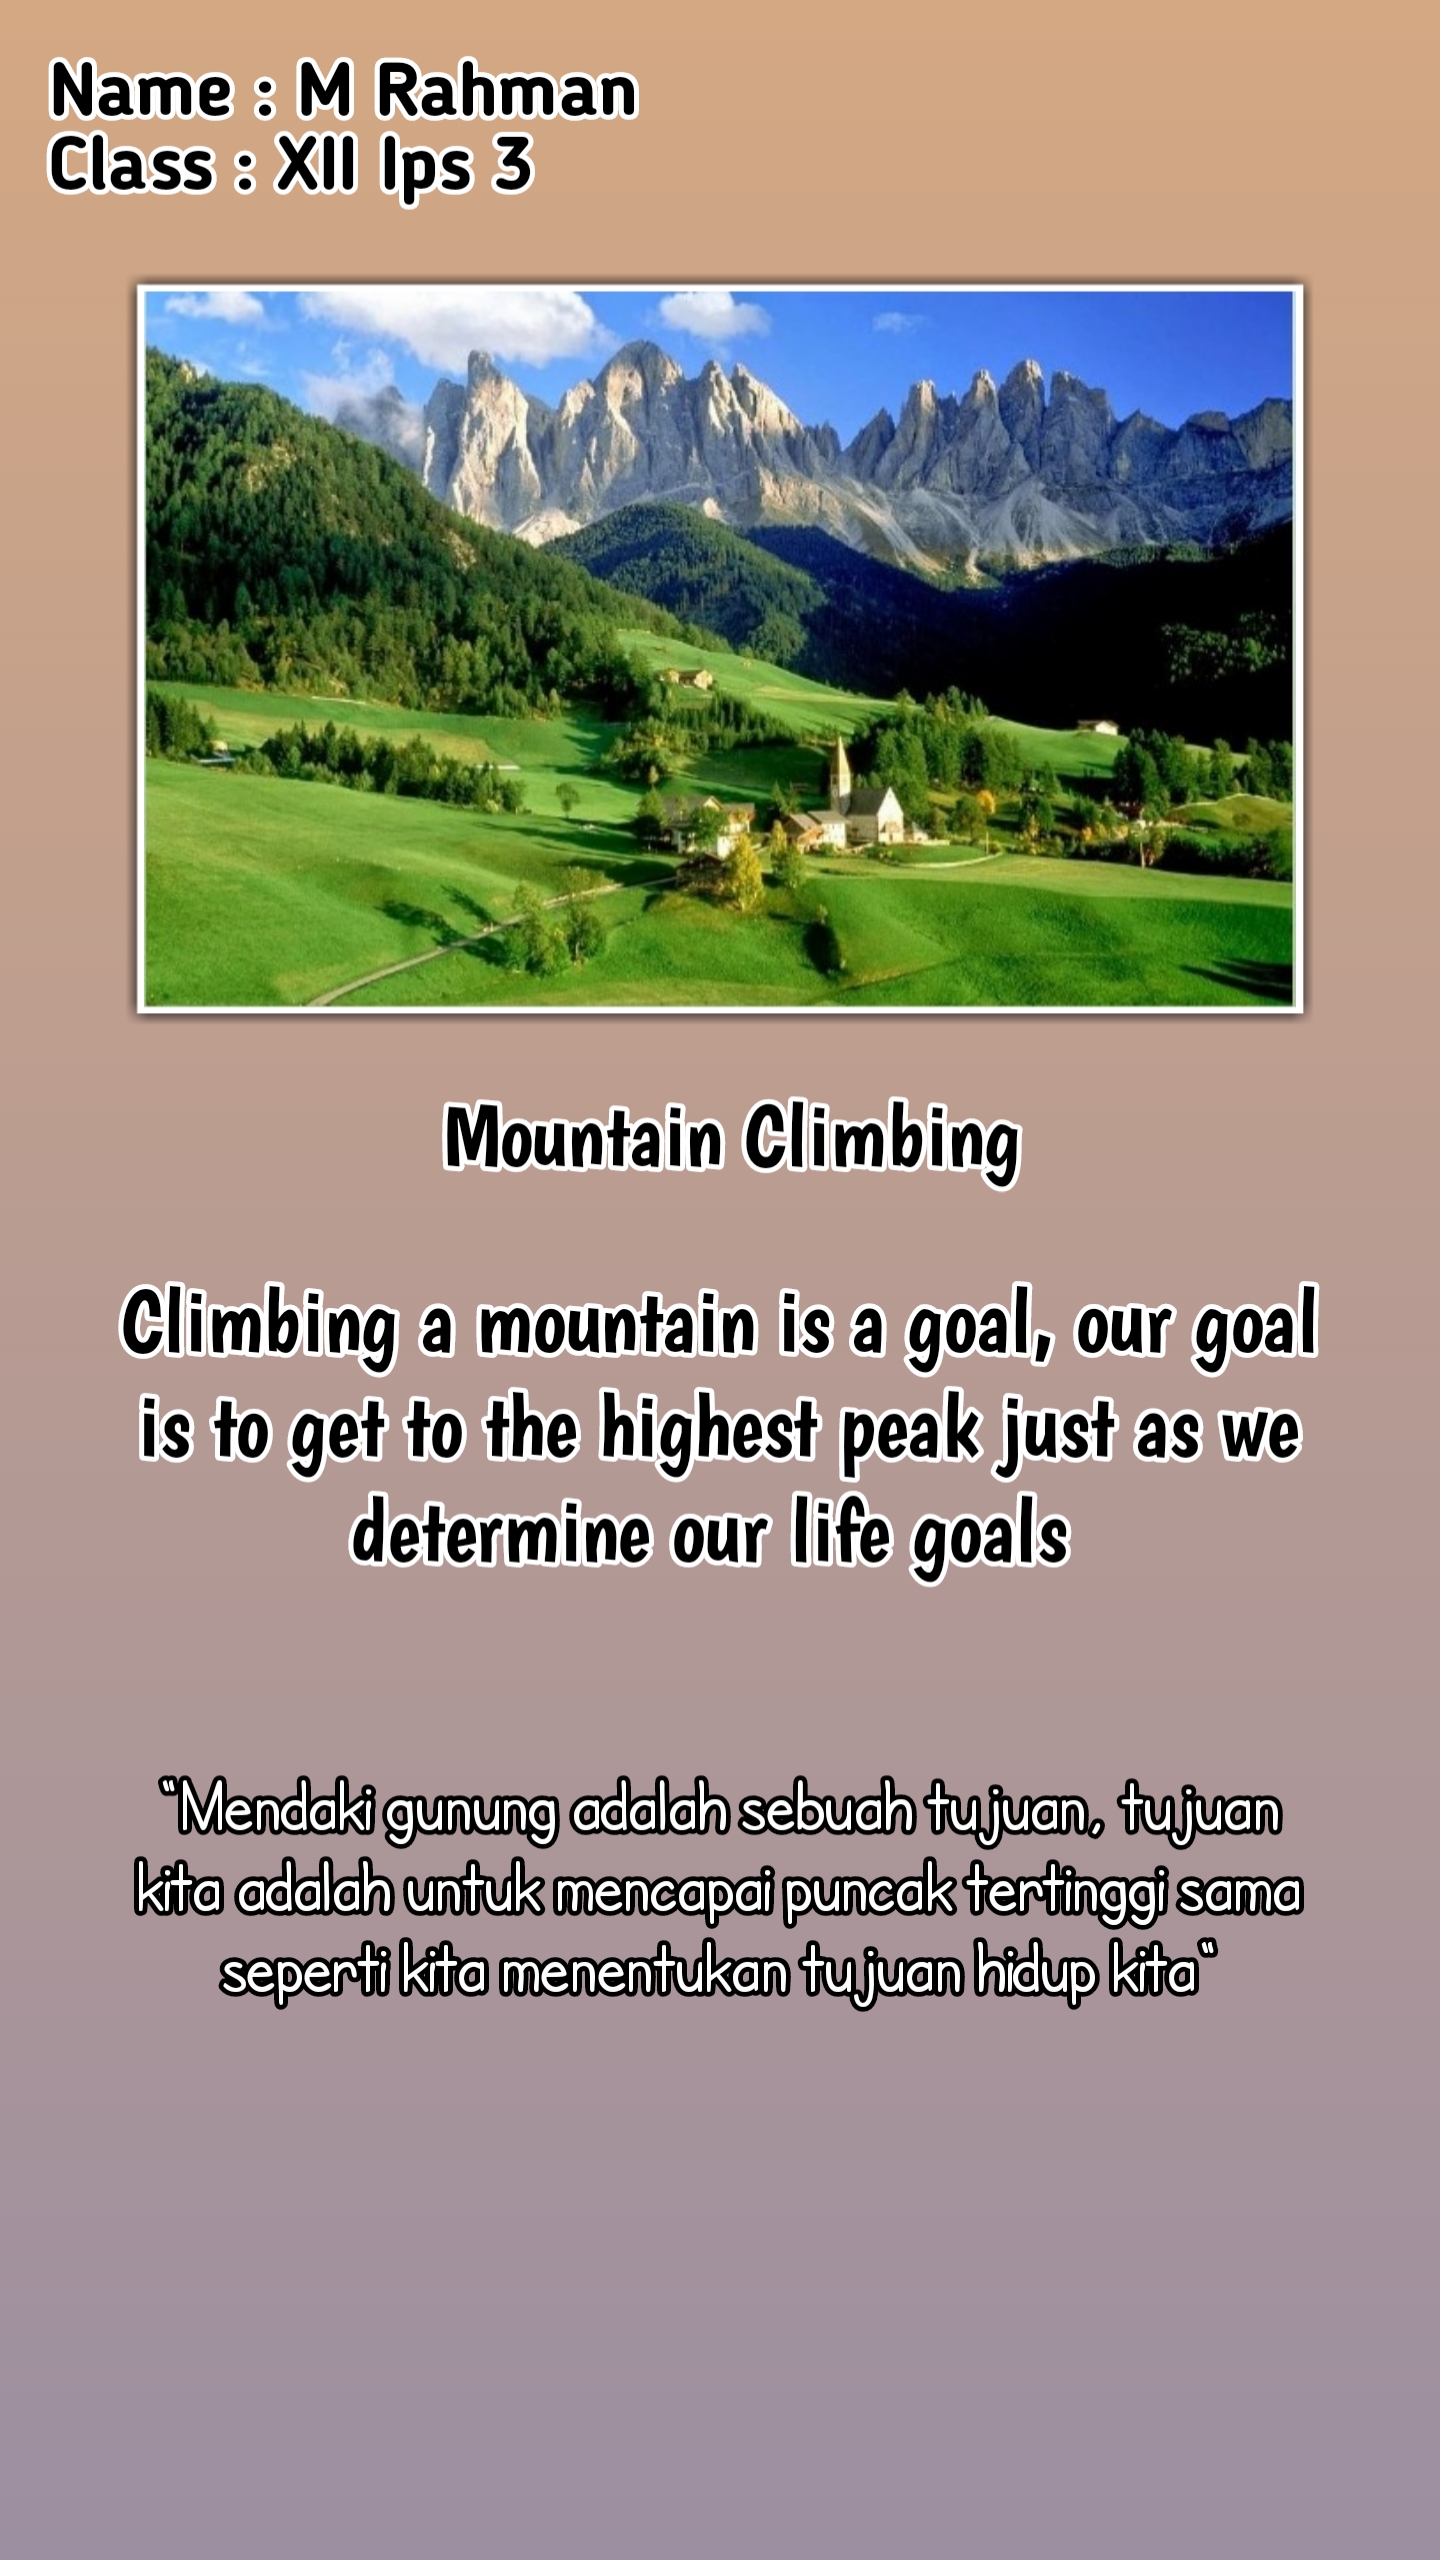 Name : M Rahman
Class : XII Ips 3
Mountain Climbing
Climbing a mountain is a goal, our goal
is to get to the highest peak just as we
determine our life goals
"Mendaki gunung adalah sebuah tujuan, tujuan
kita adalah untuk mencapai puncak tertinggi sama
seperti kita menentukan tujuan hidup kita"